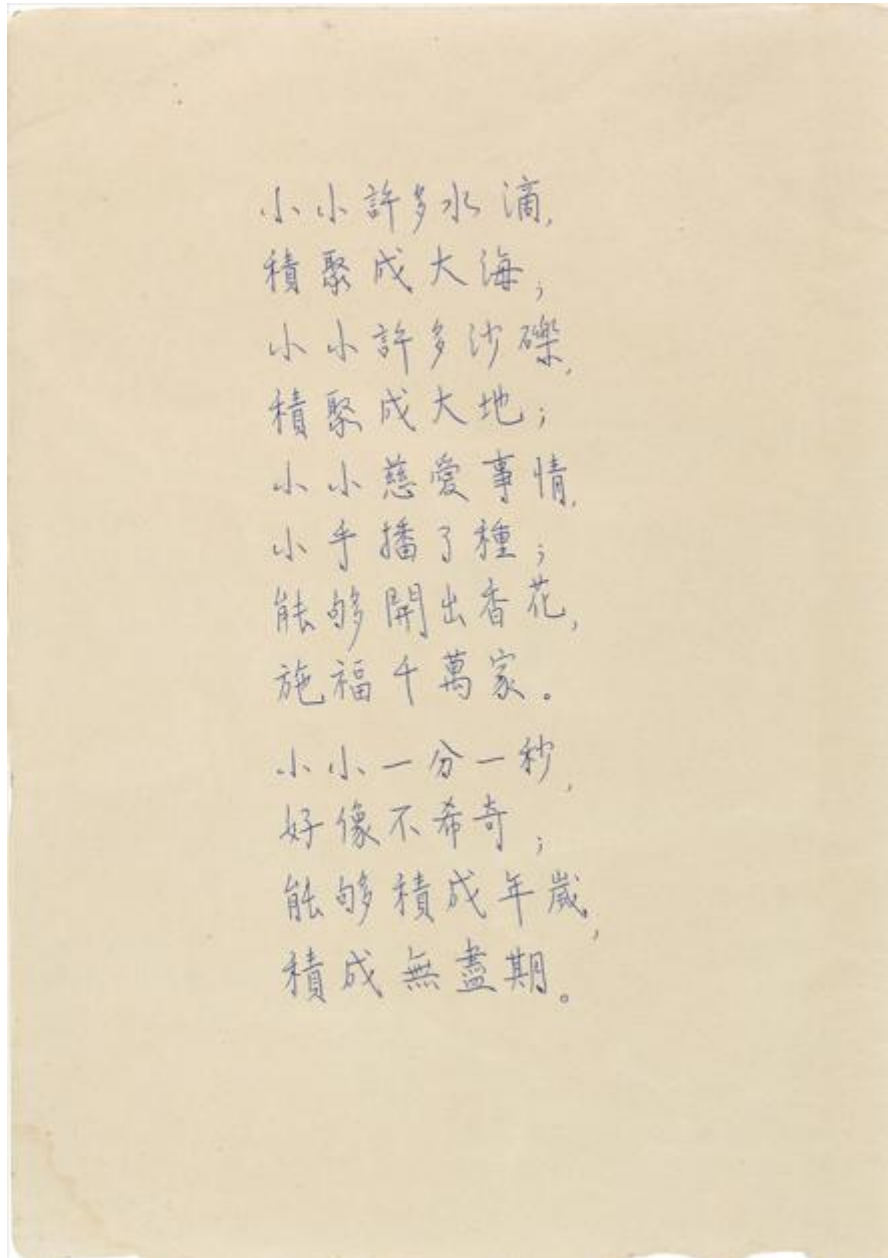 小小許多水滴,
積聚成大海;
小小許多沙礫,
積聚成大地;
小小慈愛事情,
小手播了種;
能够開出香花,
施福千萬家。
小小一分一秒,
好像不希奇;
能够積成年歲,
積成無盡期。